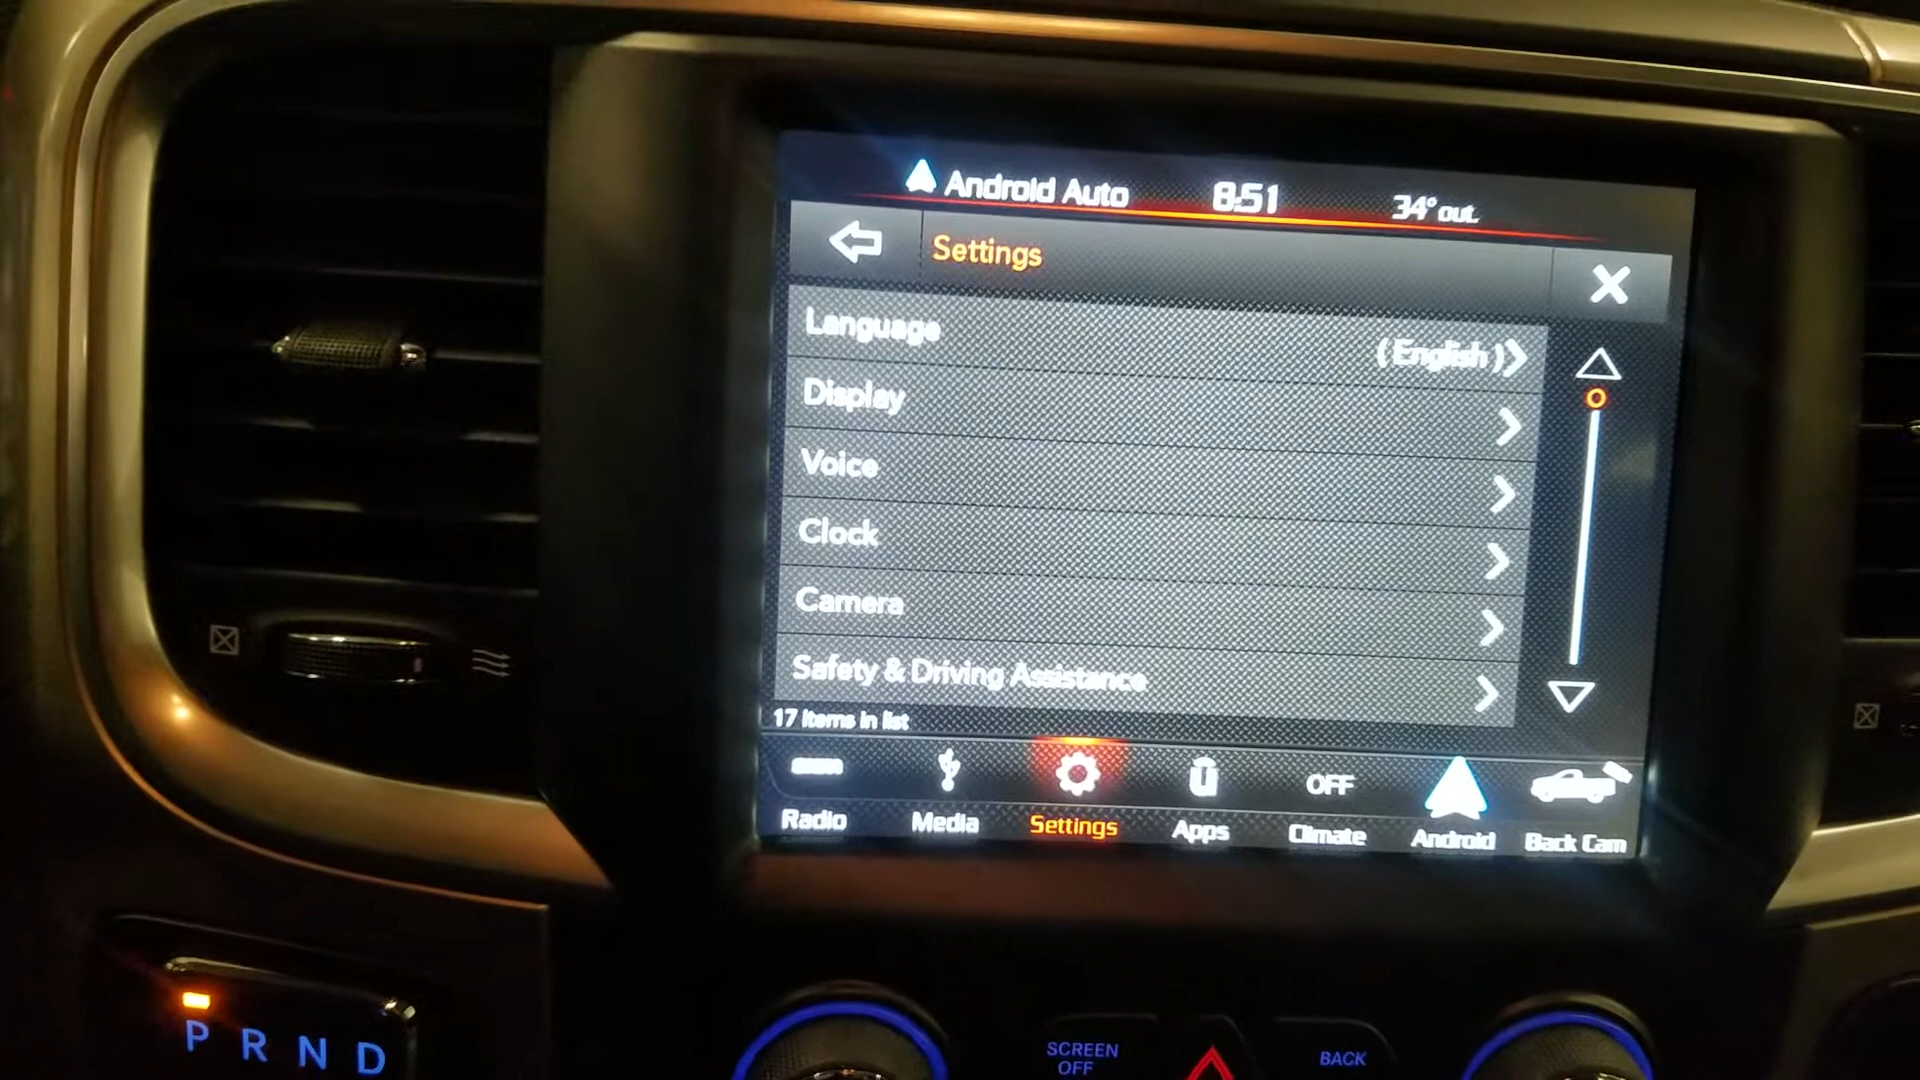 Android Auto 8:51 34° out.
Settings
Language (English)
Display
Voice
Clock
Camera
Safety & Driving Assistance
17 items in list
OFF
Radio Media Settings Apps Climate Android Back Cam
P R N D
SCREEN
OFF
BACK